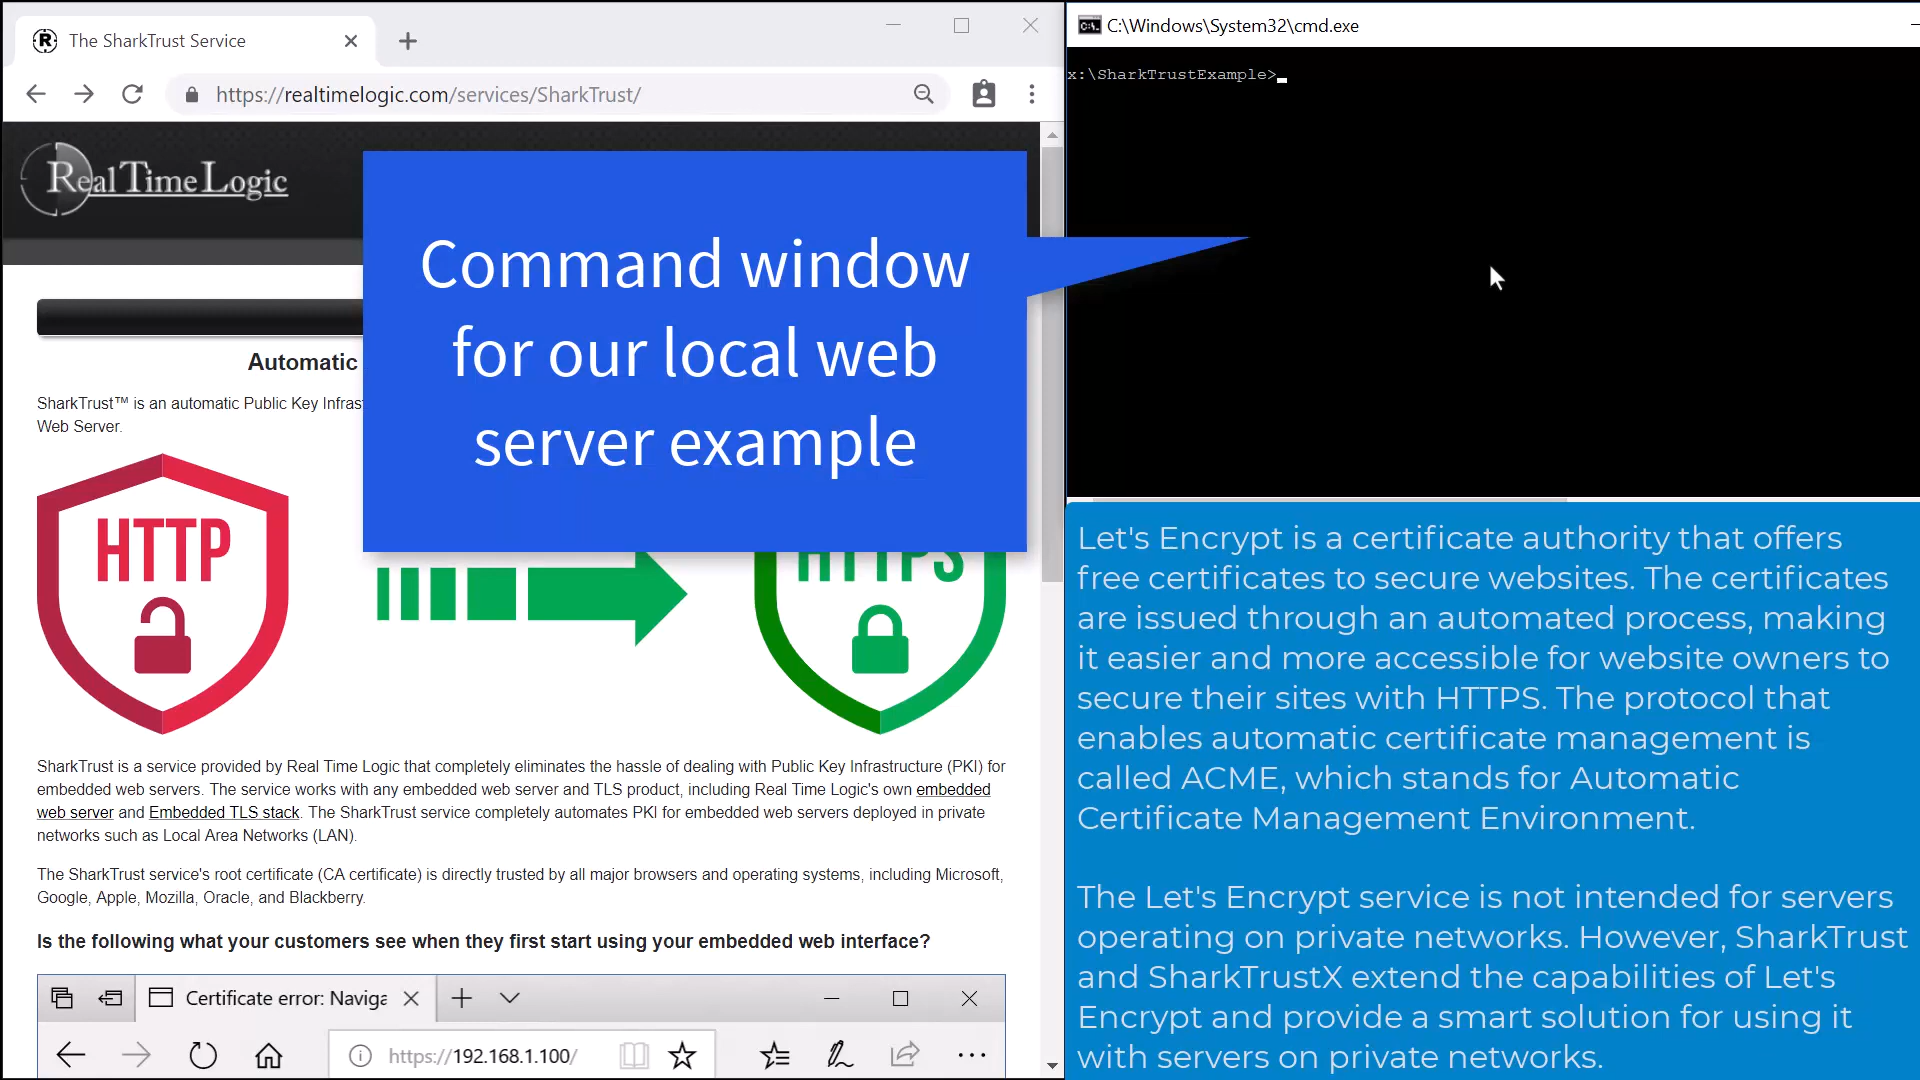 The SharkTrust Service
https://realtimelogic.com/services/SharkTrust/
Real Time Logic
Automatic
SharkTrust™ is an automatic Public Key Infras
Web Server.
HTTP
HTTPS
SharkTrust is a service provided by Real Time Logic that completely eliminates the hassle of dealing with Public Key Infrastructure (PKI) for
embedded web servers. The service works with any embedded web server and TLS product, including Real Time Logic's own embedded
web server and Embedded TLS stack. The SharkTrust service completely automates PKI for embedded web servers deployed in private
networks such as Local Area Networks (LAN).
The SharkTrust service's root certificate (CA certificate) is directly trusted by all major browsers and operating systems, including Microsoft,
Google, Apple, Mozilla, Oracle, and Blackberry.
Is the following what your customers see when they first start using your embedded web interface?
Certificate error: Naviga
https://192.168.1.100/
Command window
for our local web
server example
C:\Windows\System32\cmd.exe
x:\SharkTrustExample>
Let's Encrypt is a certificate authority that offers
free certificates to secure websites. The certificates
are issued through an automated process, making
it easier and more accessible for website owners to
secure their sites with HTTPS. The protocol that
enables automatic certificate management is
called ACME, which stands for Automatic
Certificate Management Environment.
The Let's Encrypt service is not intended for servers
operating on private networks. However, SharkTrust
and SharkTrustX extend the capabilities of Let's
Encrypt and provide a smart solution for using it
with servers on private networks.